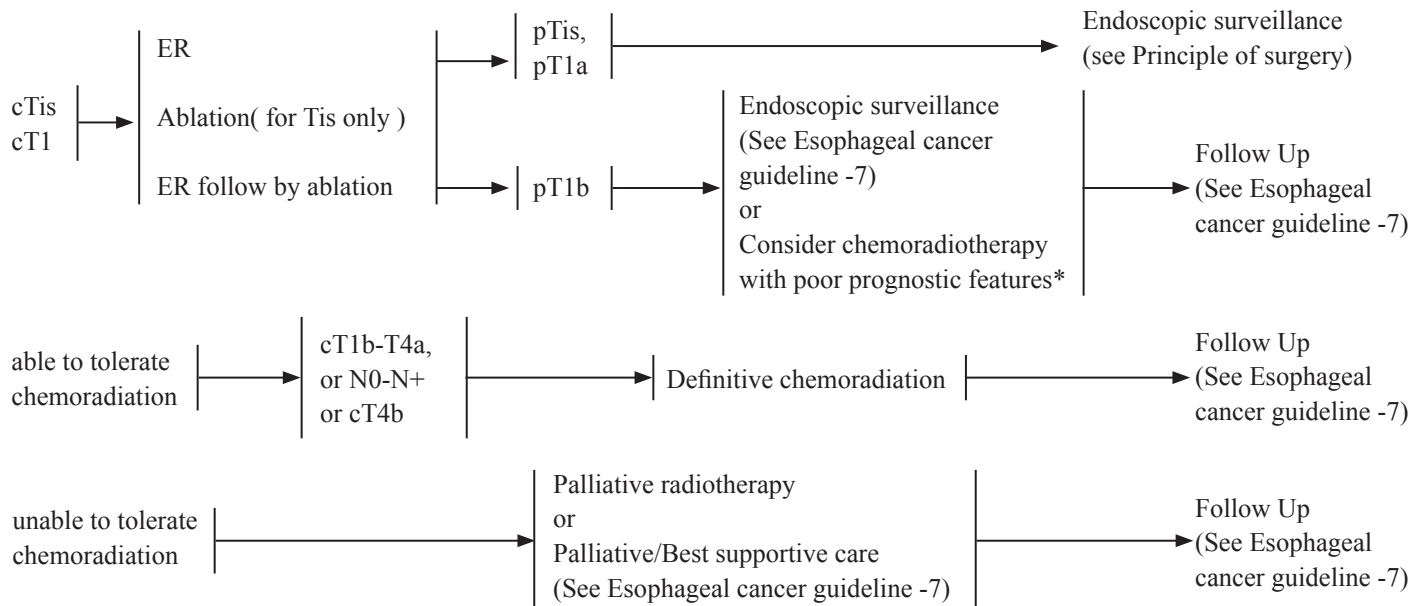 cTis
cT1
ER
Ablation( for Tis only )
ER follow by ablation
pTis,
pT1a
Endoscopic surveillance
(see Principle of surgery)
pT1b
Endoscopic surveillance
(See Esophageal cancer
guideline -7)
or
Consider chemoradiotherapy
with poor prognostic features*
Follow Up
(See Esophageal
cancer guideline -7)
able to tolerate
chemoradiation
cT1b-T4a,
or N0-N+
or cT4b
Definitive chemoradiation
Follow Up
(See Esophageal
cancer guideline -7)
unable to tolerate
chemoradiation
Palliative radiotherapy
or
Palliative/Best supportive care
(See Esophageal cancer guideline -7)
Follow Up
(See Esophageal
cancer guideline -7)